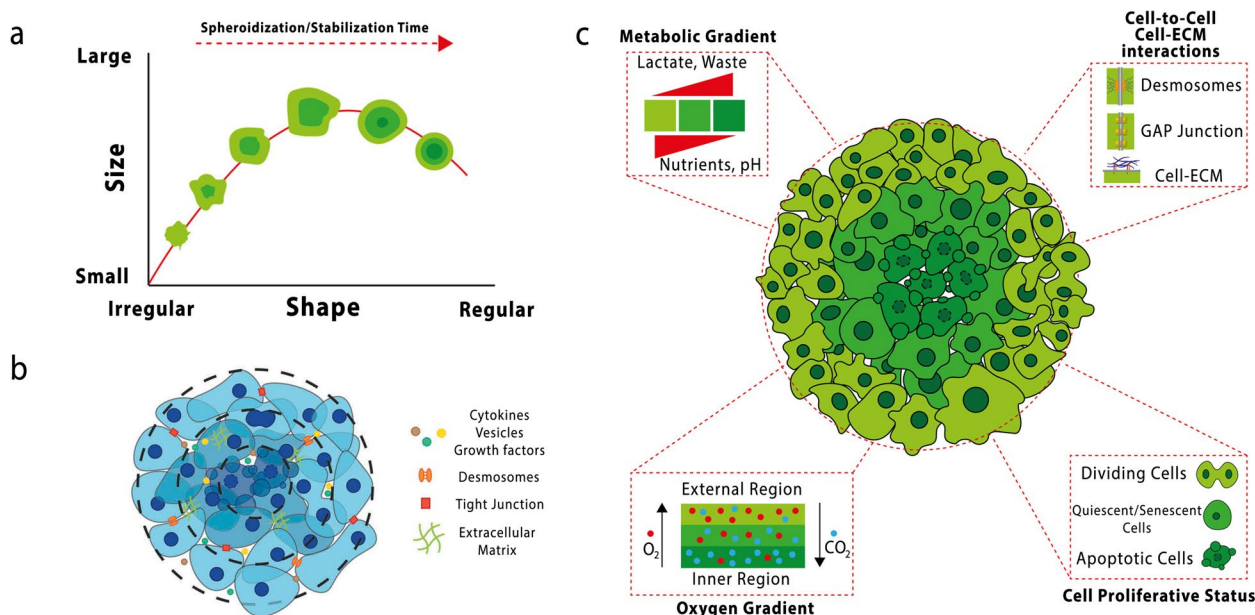 a
Spheroidization/Stabilization Time
Large
Size
Small
Irregular
Shape
Regular
b
Cytokines
Vesicles
Growth factors
Desmosomes
Tight Junction
Extracellular
Matrix
c
Metabolic Gradient
Lactate, Waste
Nutrients, pH
Cell-to-Cell
Cell-ECM
interactions
Desmosomes
GAP Junction
Cell-ECM
External Region
O2
CO2
Inner Region
Oxygen Gradient
Dividing Cells
Quiescent/Senescent
Cells
Apoptotic Cells
Cell Proliferative Status